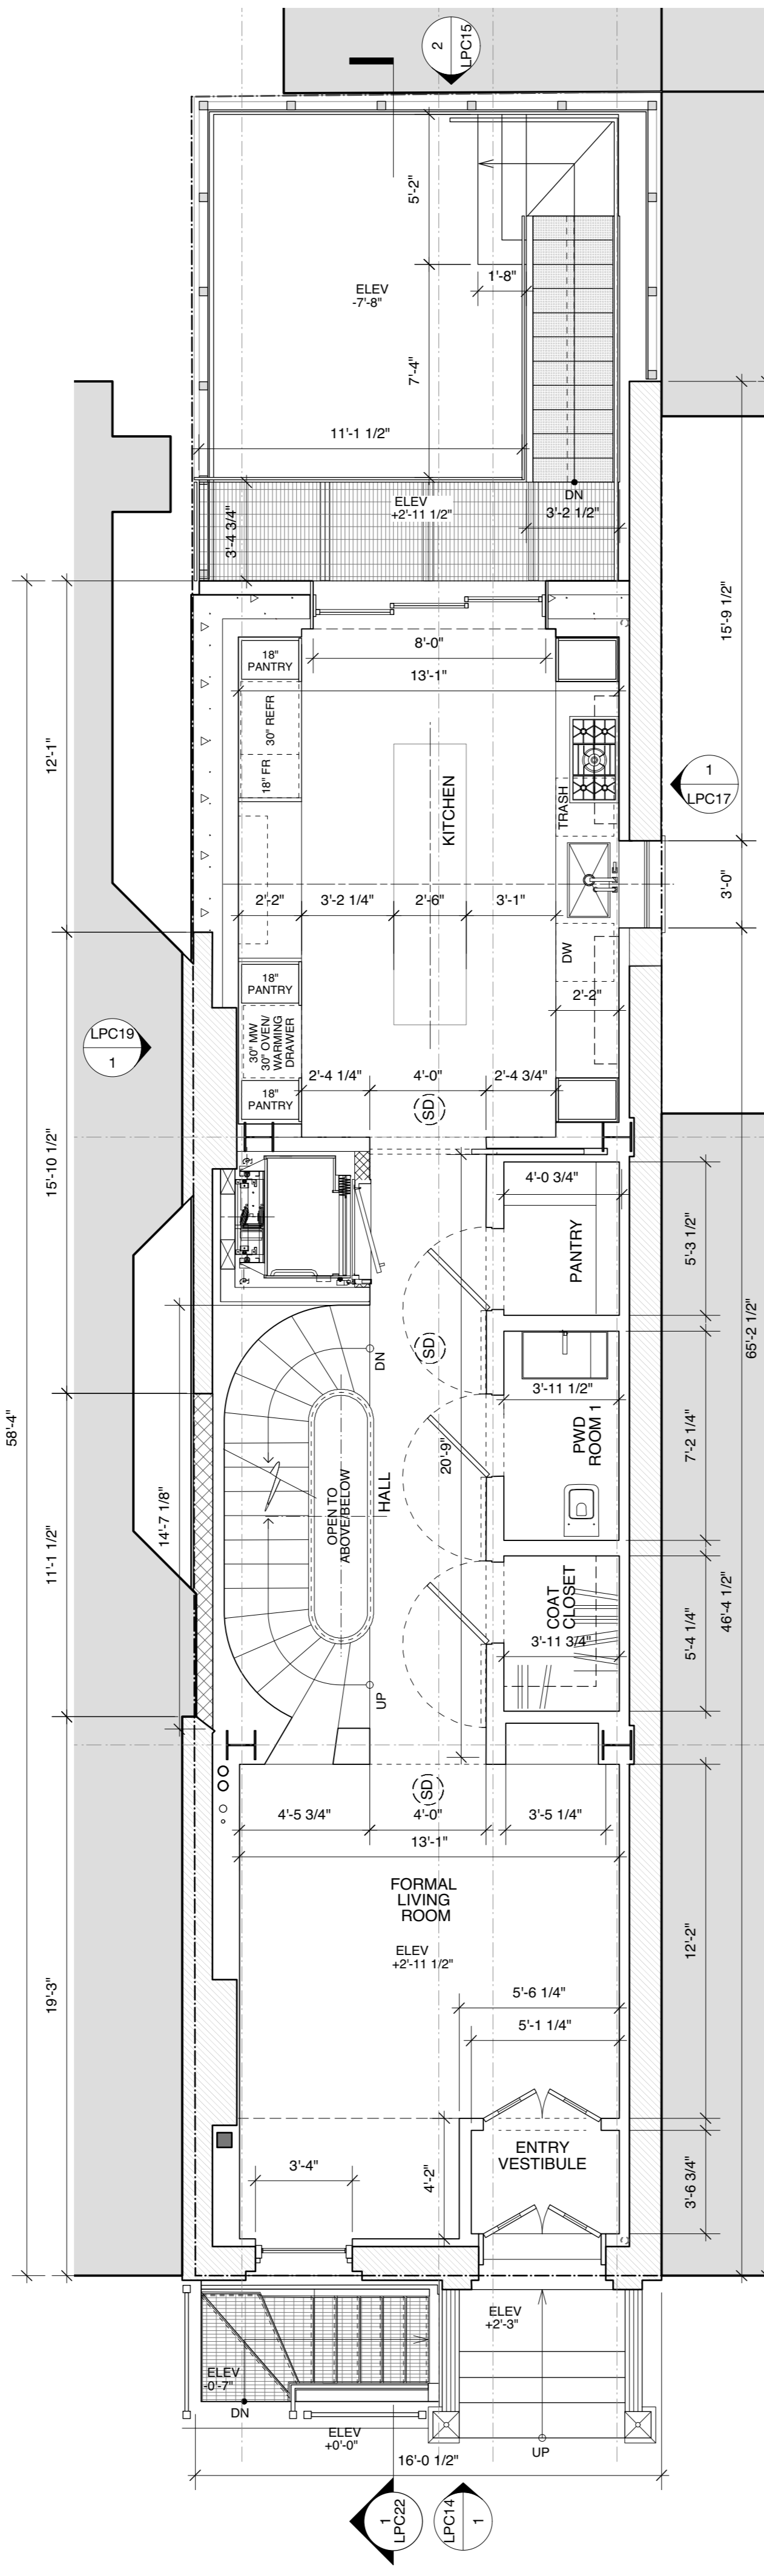 2
LPC15
5'-2"
1'-8"
ELEV
-7'-8"
7'-4"
11'-1 1/2"
ELEV
+2'-11 1/2"
DN
3'-2 1/2"
3'-4 3/4"
8'-0"
13'-1"
18"
PANTRY
30" REFR
18" FR
KITCHEN
TRASH
1
LPC17
15'-9 1/2"
3'-0"
12'-1"
58'-4"
2'-2"
3'-2 1/4"
2'-6"
3'-1"
DW
2'-2"
18"
PANTRY
30" MW
30" OVEN/
WARMING
DRAWER
18"
PANTRY
LPC19
1
2'-4 1/4"
4'-0"
2'-4 3/4"
SD
15'-10 1/2"
4'-0 3/4"
PANTRY
5'-3 1/2"
65'-2 1/2"
SD
DN
3'-11 1/2"
PWD
ROOM 1
7'-2 1/4"
20'-9"
HALL
OPEN TO
ABOVE/BELOW
14'-7 1/8"
11'-1 1/2"
COAT
CLOSET
3'-11 3/4"
5'-4 1/4"
46'-4 1/2"
UP
SD
4'-5 3/4"
4'-0"
3'-5 1/4"
13'-1"
FORMAL
LIVING
ROOM
ELEV
+2'-11 1/2"
12'-2"
19'-3"
5'-6 1/4"
5'-1 1/4"
ENTRY
VESTIBULE
3'-4"
4'-2"
3'-6 3/4"
ELEV
+2'-3"
ELEV
-0'-7"
DN
ELEV
+0'-0"
UP
16'-0 1/2"
1
LPC22
LPC14
1